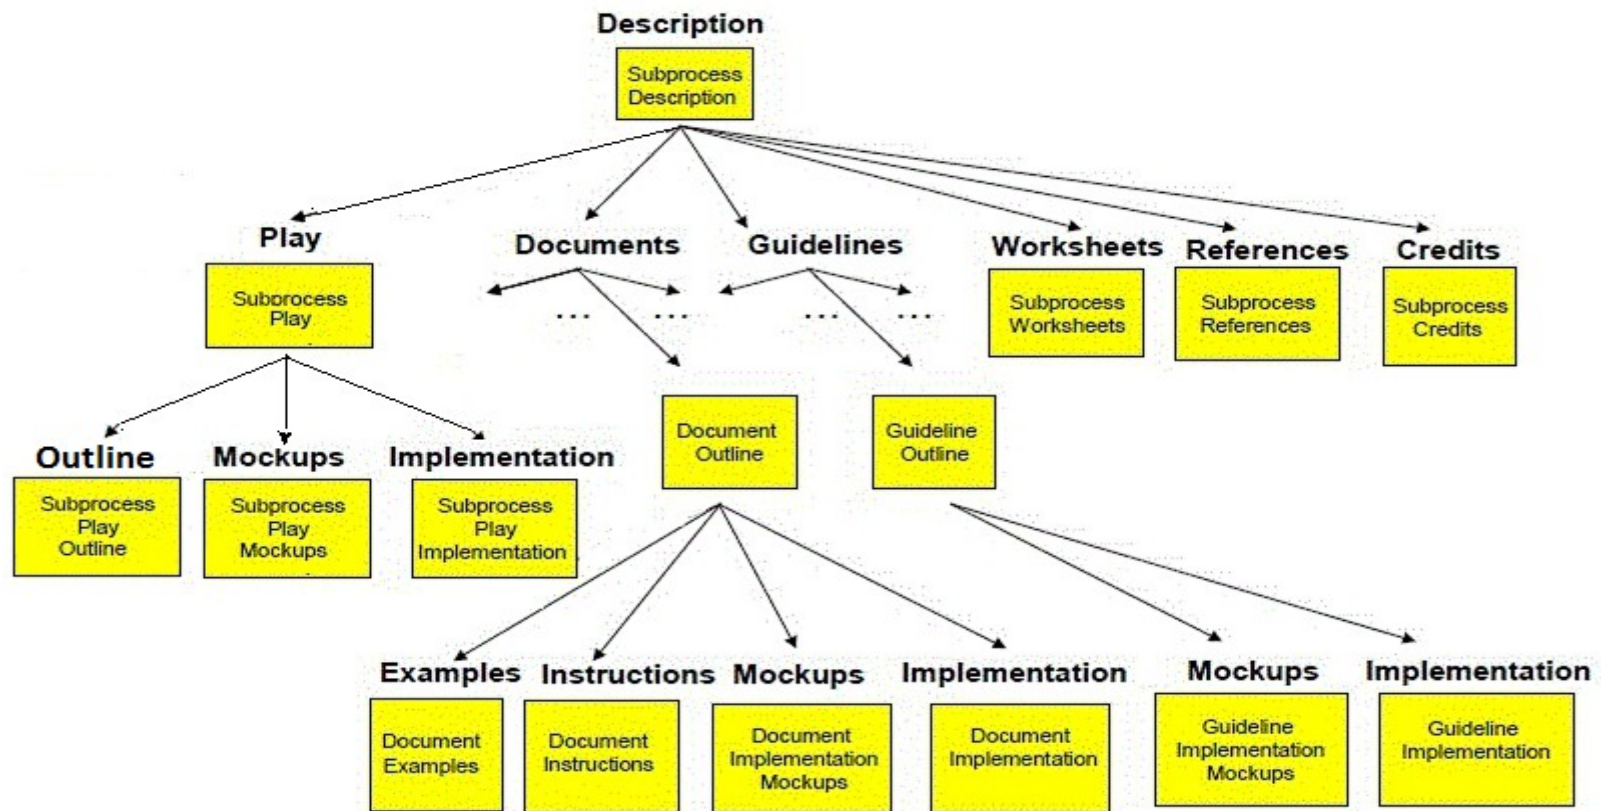 Description
Subprocess
Description
Play
Documents
Guidelines
Worksheets
References
Credits
Subprocess
Play
Subprocess
Worksheets
Subprocess
References
Subprocess
Credits
...
...
...
...
Document
Outline
Guideline
Outline
Outline
Mockups
Implementation
Subprocess
Play
Outline
Subprocess
Play
Mockups
Subprocess
Play
Implementation
Examples
Instructions
Mockups
Implementation
Mockups
Implementation
Document
Examples
Document
Instructions
Document
Implementation
Mockups
Document
Implementation
Guideline
Implementation
Mockups
Guideline
Implementation